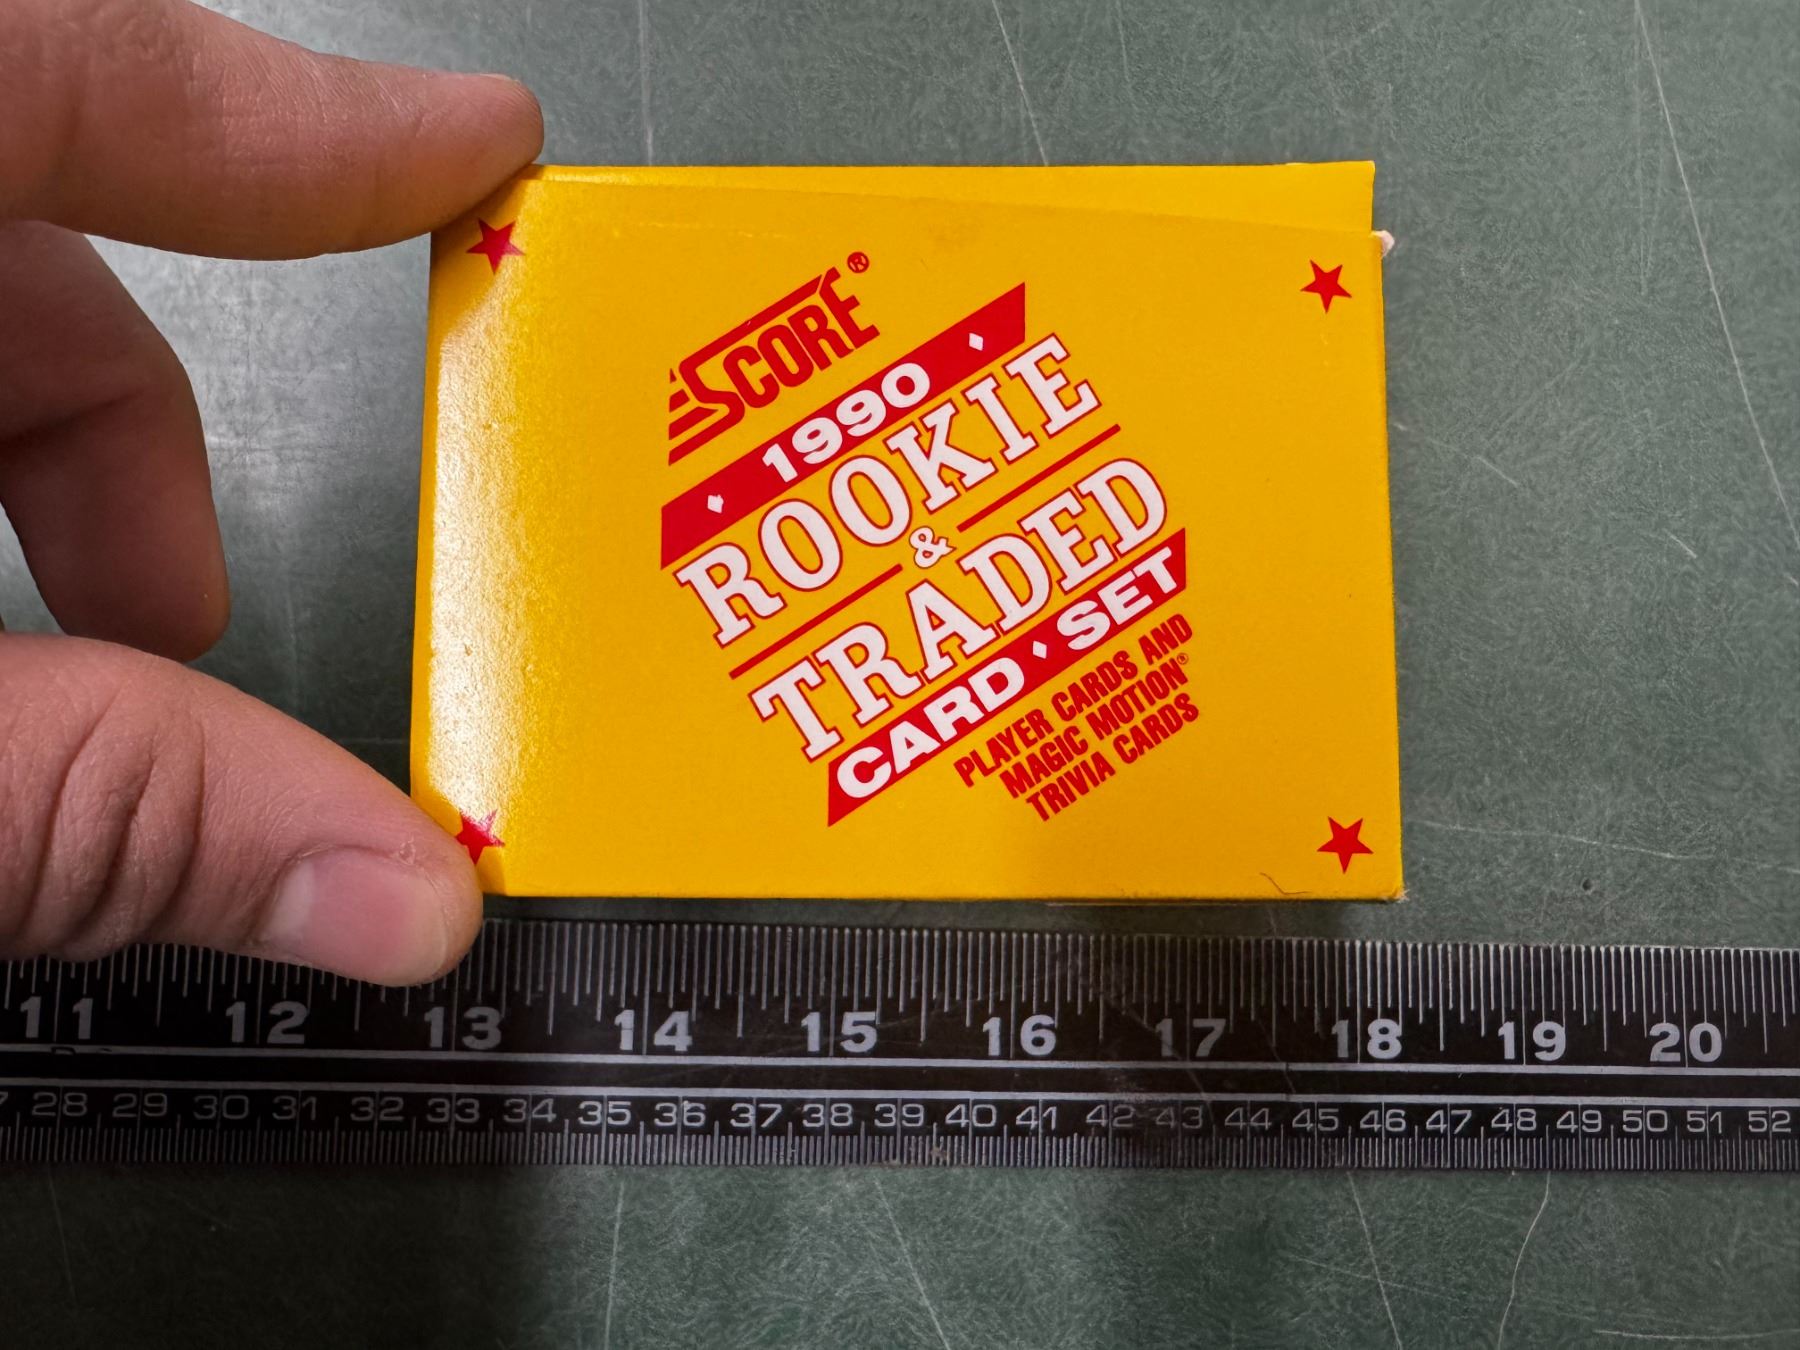 SCORE®
1990
ROOKIE
&
TRADED
CARD SET
PLAYER CARDS AND
MAGIC MOTION®
TRIVIA CARDS
11 12 13 14 15 16 17 18 19 20
28 29 30 31 32 33 34 35 36 37 38 39 40 41 42 43 44 45 46 47 48 49 50 51 52